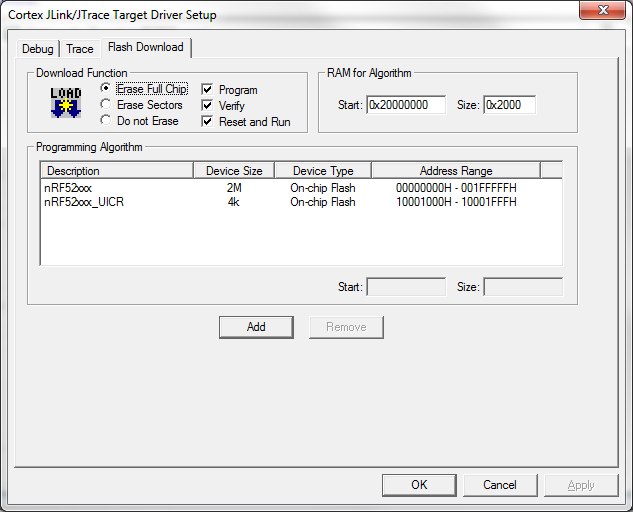 Cortex JLink/JTrace Target Driver Setup
Debug Trace Flash Download
Download Function
LOAD
Erase Full Chip
Erase Sectors
Do not Erase
Program
Verify
Reset and Run
RAM for Algorithm
Start: 0x20000000 Size: 0x2000
Programming Algorithm
Description Device Size Device Type Address Range
nRF52xxx 2M On-chip Flash 00000000H - 001FFFFFH
nRF52xxx_UICR 4k On-chip Flash 10001000H - 10001FFFH
Start: Size:
Add Remove
OK Cancel Apply